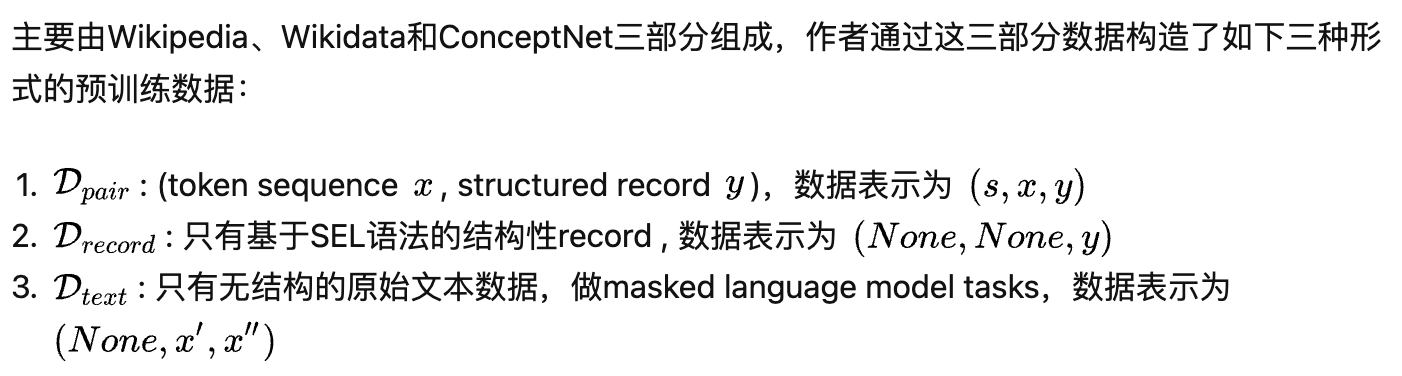 主要由Wikipedia、Wikidata和ConceptNet三部分组成，作者通过这三部分数据构造了如下三种形
式的预训练数据：
1. 𝒟_{pair} : (token sequence x , structured record y )，数据表示为 (s, x, y)
2. 𝒟_{record} : 只有基于SEL语法的结构性record , 数据表示为 (None, None, y)
3. 𝒟_{text} : 只有无结构的原始文本数据，做masked language model tasks，数据表示为
(None, x′, x″)